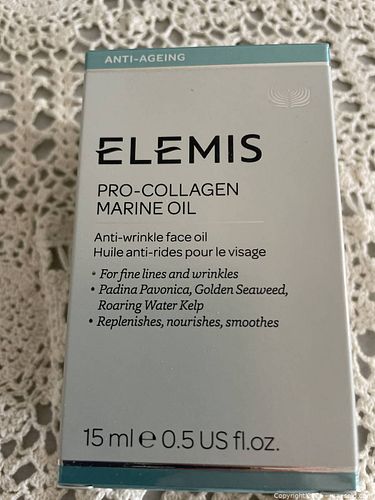 ANTI-AGEING
ELEMIS
PRO-COLLAGEN
MARINE OIL
Anti-wrinkle face oil
Huile anti-rides pour le visage
• For fine lines and wrinkles
• Padina Pavonica, Golden Seaweed,
Roaring Water Kelp
• Replenishes, nourishes, smoothes
15 ml e 0.5 US fl.oz.